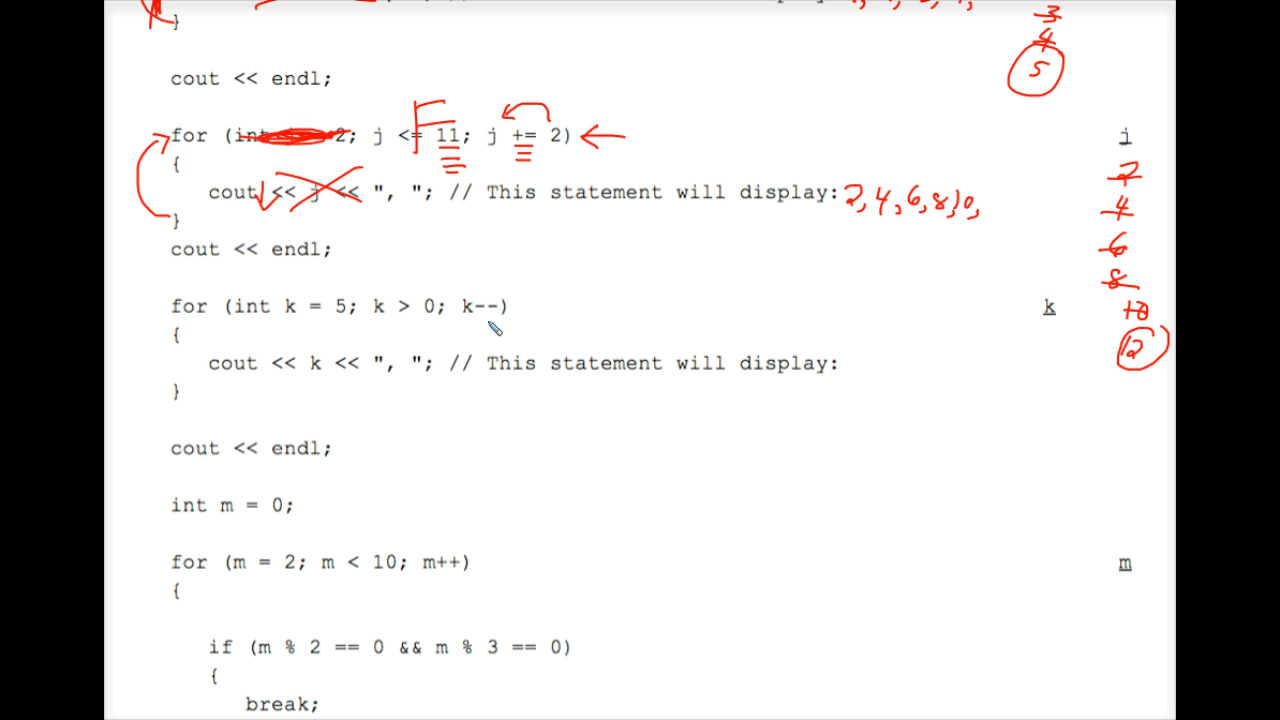 }
3
4
cout << endl;
5
for (int 2; j <= 11; j += 2)
j
{
2
cout << j << ", "; // This statement will display: 2, 4, 6, 8, 10,
4
}
cout << endl;
6
8
for (int k = 5; k > 0; k--)
k
10
{
12
cout << k << ", "; // This statement will display:
}
cout << endl;
int m = 0;
for (m = 2; m < 10; m++)
m
{
if (m % 2 == 0 && m % 3 == 0)
{
break;